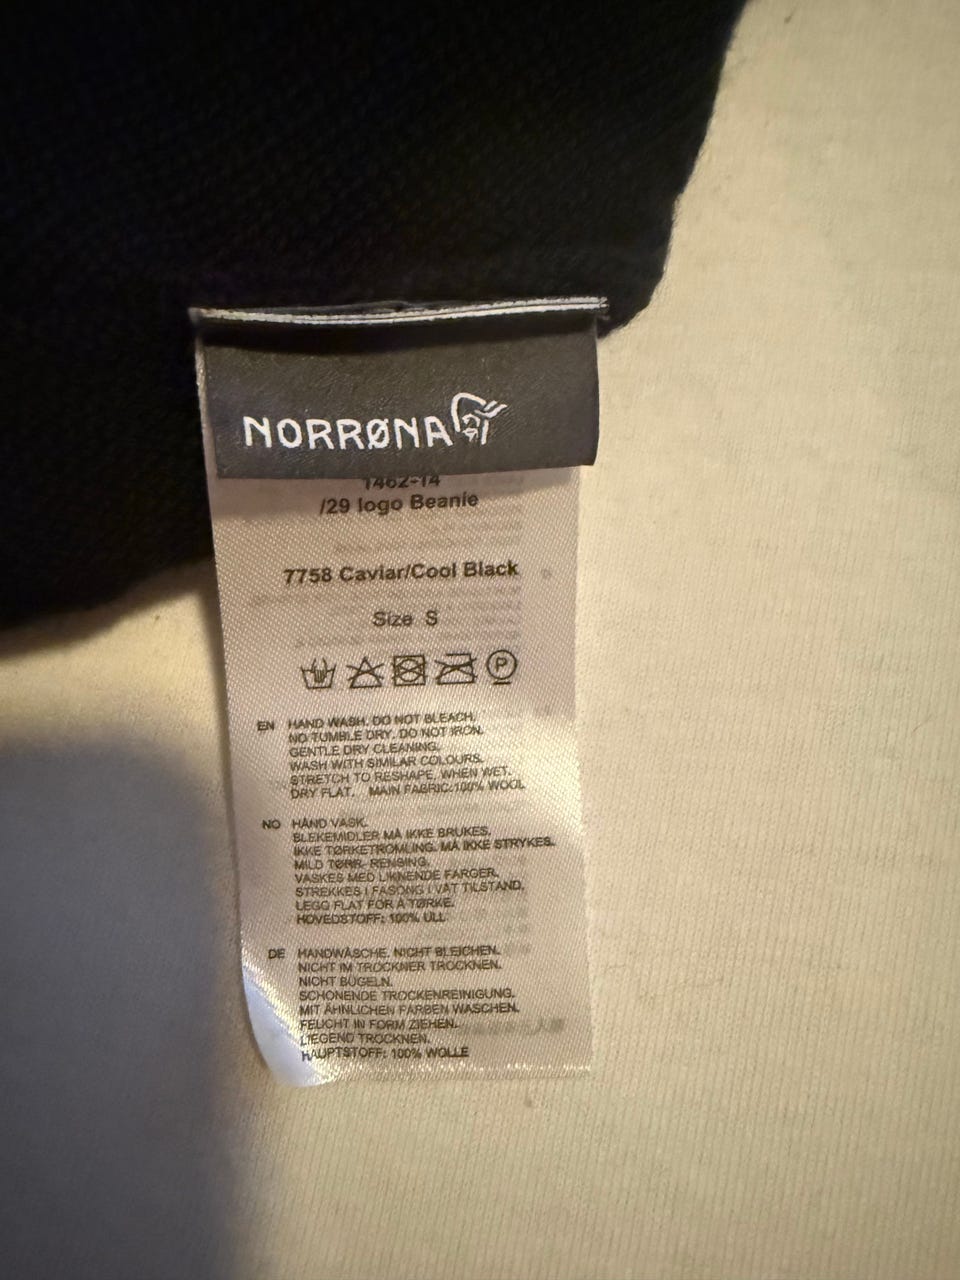 NORRØNA
1462-14
/29 logo Beanie
7758 Caviar/Cool Black
Size S
P
EN HAND WASH. DO NOT BLEACH.
NO TUMBLE DRY. DO NOT IRON.
GENTLE DRY CLEANING.
WASH WITH SIMILAR COLOURS.
STRETCH TO RESHAPE, WHEN WET.
DRY FLAT. MAIN FABRIC:100% WOOL
NO HÅND VASK.
BLEKEMIDLER MÅ IKKE BRUKES.
IKKE TØRKETROMLING. MÅ IKKE STRYKES.
MILD TØRR- RENSING.
VASKES MED LIKNENDE FARGER.
STREKKES I FASONG I VÅT TILSTAND.
LEGG FLAT FOR Å TØRKE.
HOVEDSTOFF: 100% ULL
DE HANDWÄSCHE. NICHT BLEICHEN.
NICHT IM TROCKNER TROCKNEN.
NICHT BÜGELN.
SCHONENDE TROCKENREINIGUNG.
MIT ÄHNLICHEN FARBEN WASCHEN.
FEUCHT IN FORM ZIEHEN.
LIEGEND TROCKNEN.
HAUPTSTOFF: 100% WOLLE